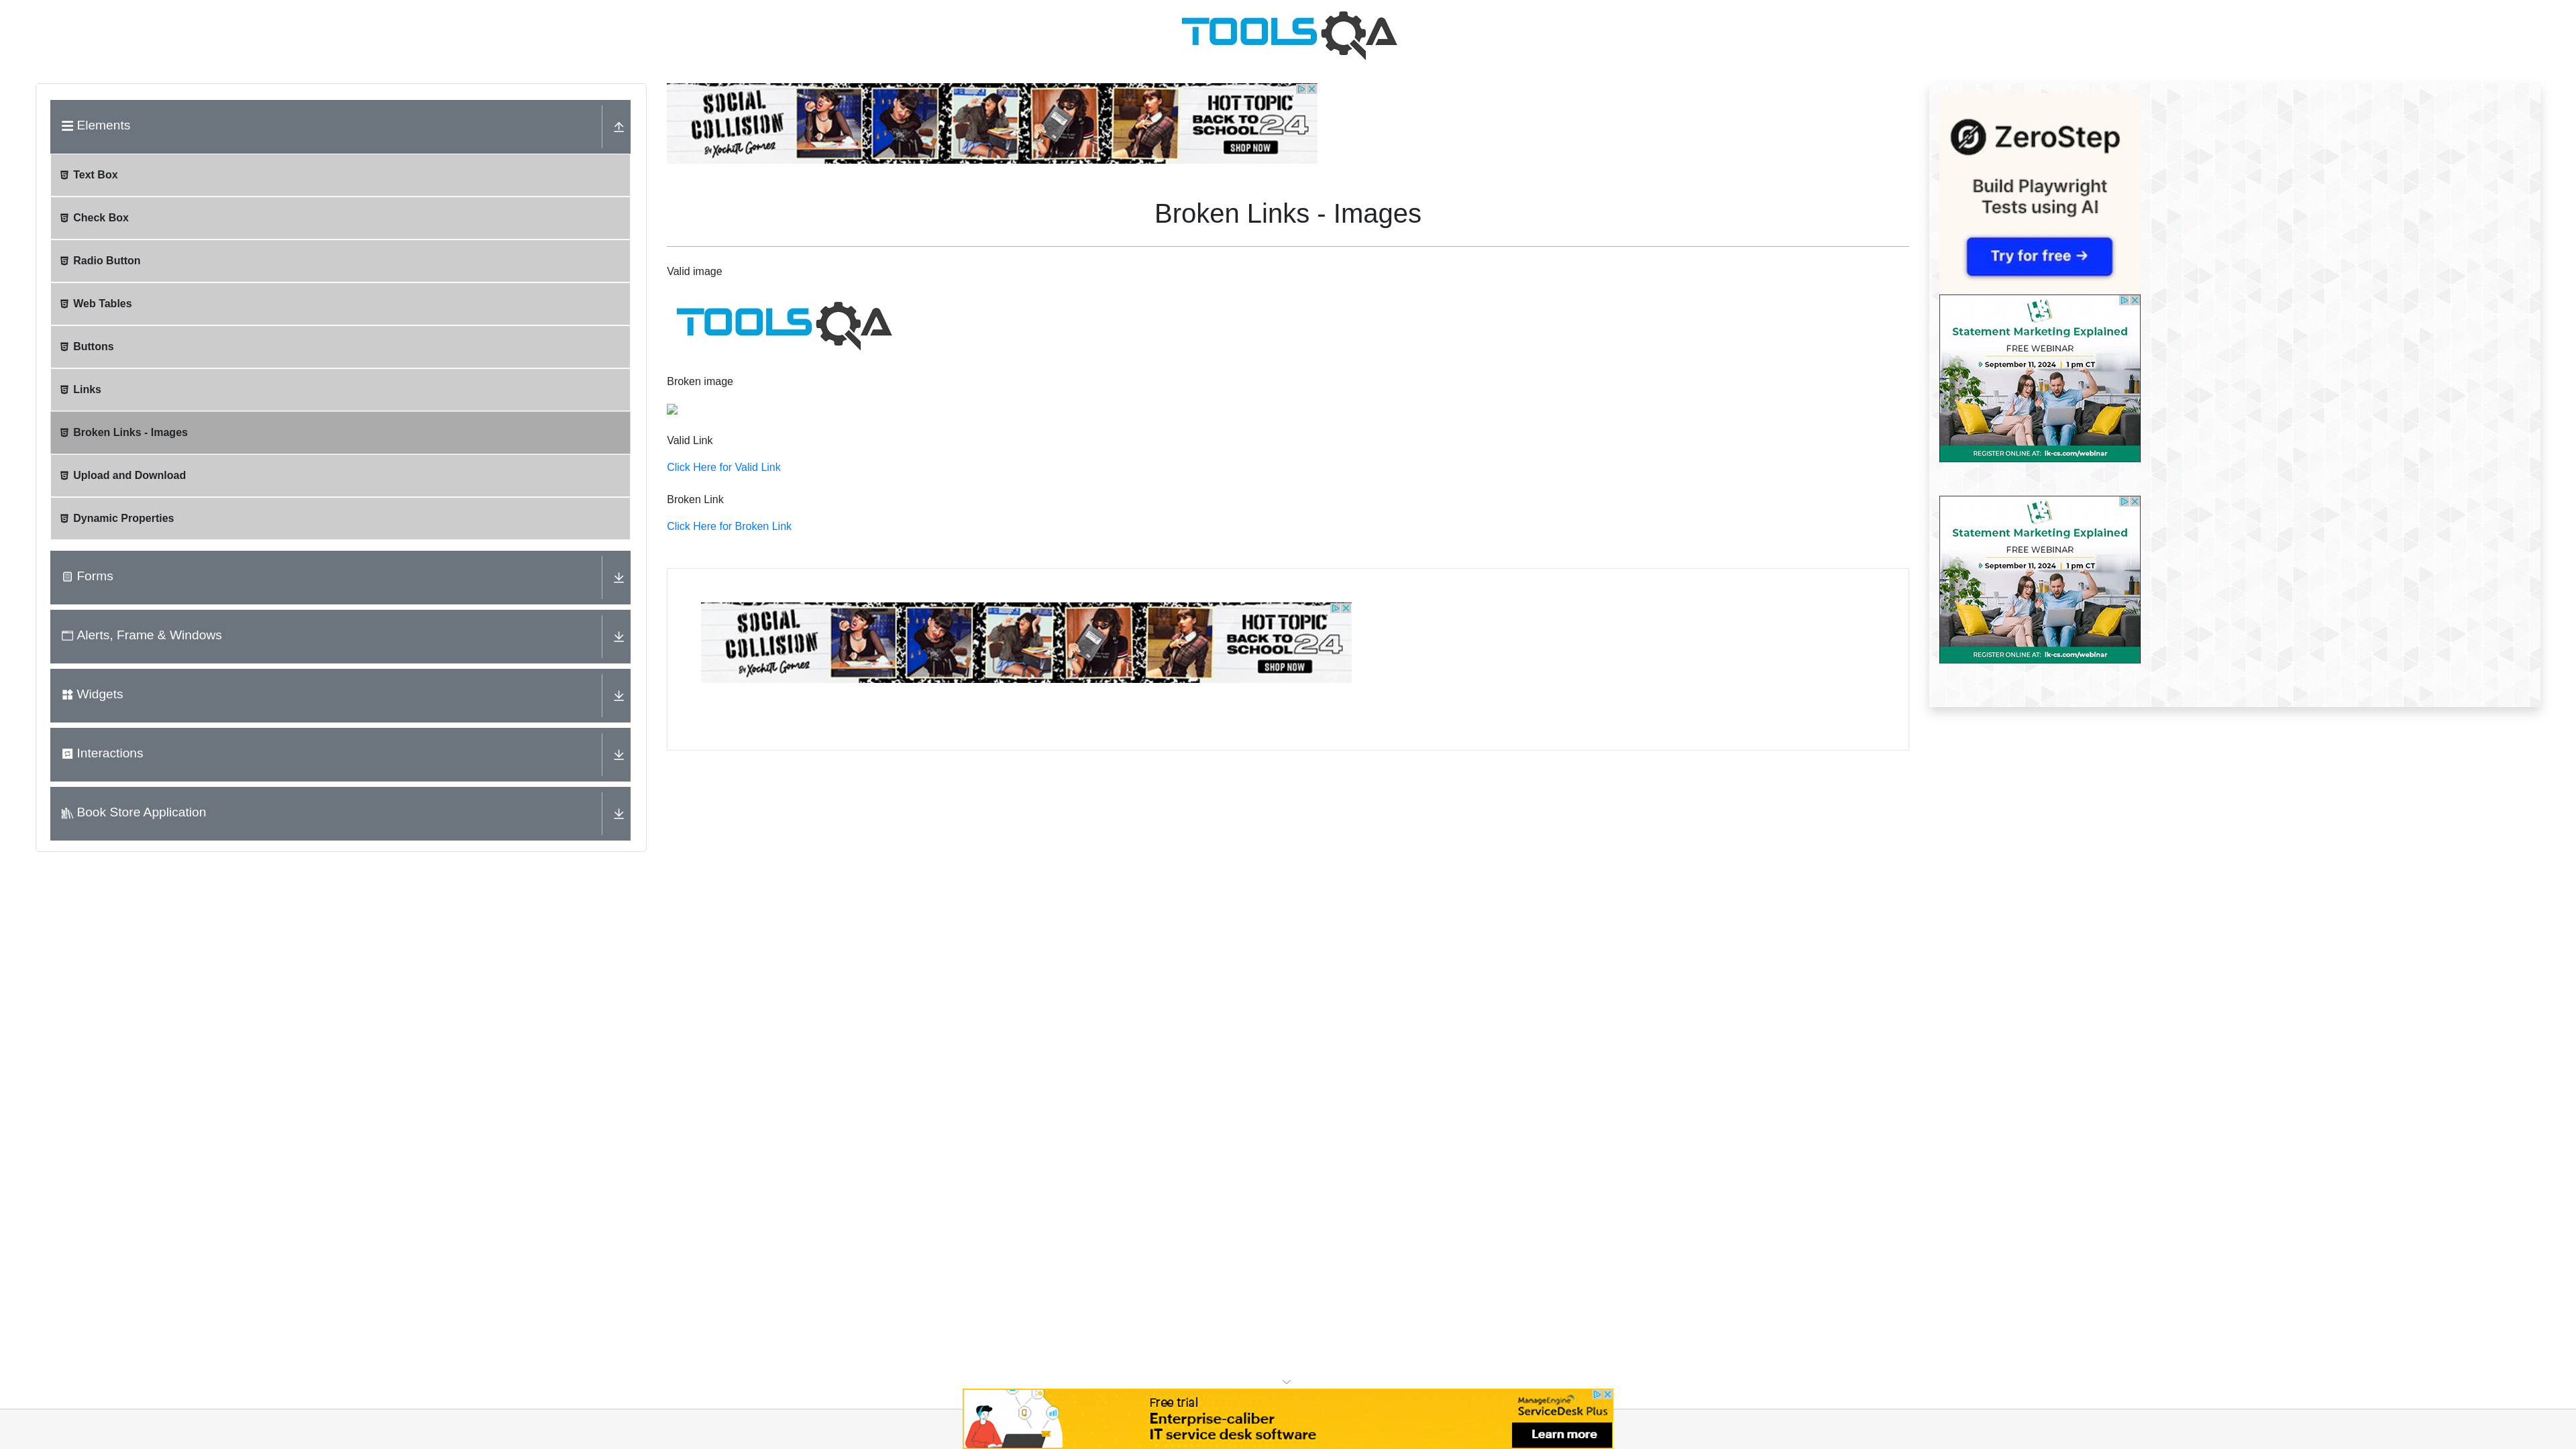 TOOLSQA
Elements
Text Box
Check Box
Radio Button
Web Tables
Buttons
Links
Broken Links - Images
Upload and Download
Dynamic Properties
Forms
Alerts, Frame & Windows
Widgets
Interactions
Book Store Application
SOCIAL
COLLISION
By Xochitl Gomez
HOT TOPIC
BACK TO
SCHOOL 24
SHOP NOW
Broken Links - Images
Valid image
TOOLSQA
Broken image
Valid Link
Click Here for Valid Link
Broken Link
Click Here for Broken Link
SOCIAL
COLLISION
By Xochitl Gomez
HOT TOPIC
BACK TO
SCHOOL 24
SHOP NOW
ZeroStep
Build Playwright
Tests using AI
Try for free →
Statement Marketing Explained
FREE WEBINAR
September 11, 2024 | 1 pm CT
REGISTER ONLINE AT: lk-cs.com/webinar
Statement Marketing Explained
FREE WEBINAR
September 11, 2024 | 1 pm CT
REGISTER ONLINE AT: lk-cs.com/webinar
Free trial
Enterprise-caliber
IT service desk software
ManageEngine
ServiceDesk Plus
Learn more